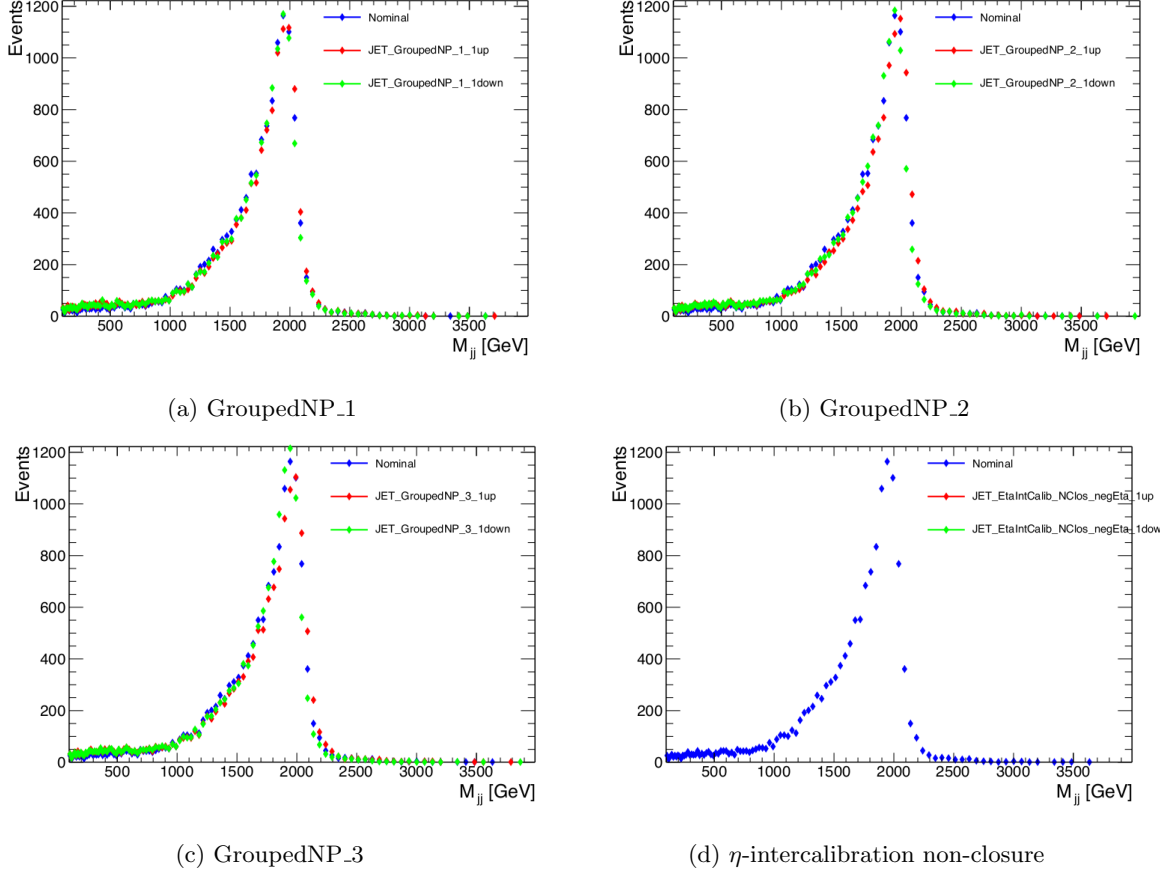 Events
1200
1000
800
600
400
200
0
Nominal
JET_GroupedNP_1_1up
JET_GroupedNP_1_1down
500 1000 1500 2000 2500 3000 3500
M_jj [GeV]
(a) GroupedNP_1
Events
1200
1000
800
600
400
200
0
Nominal
JET_GroupedNP_2_1up
JET_GroupedNP_2_1down
500 1000 1500 2000 2500 3000 3500
M_jj [GeV]
(b) GroupedNP_2
Events
1200
1000
800
600
400
200
0
Nominal
JET_GroupedNP_3_1up
JET_GroupedNP_3_1down
500 1000 1500 2000 2500 3000 3500
M_jj [GeV]
(c) GroupedNP_3
Events
1200
1000
800
600
400
200
0
Nominal
JET_EtaIntCalib_NClos_negEta_1up
JET_EtaIntCalib_NClos_negEta_1dow
500 1000 1500 2000 2500 3000 3500
M_jj [GeV]
(d) η-intercalibration non-closure